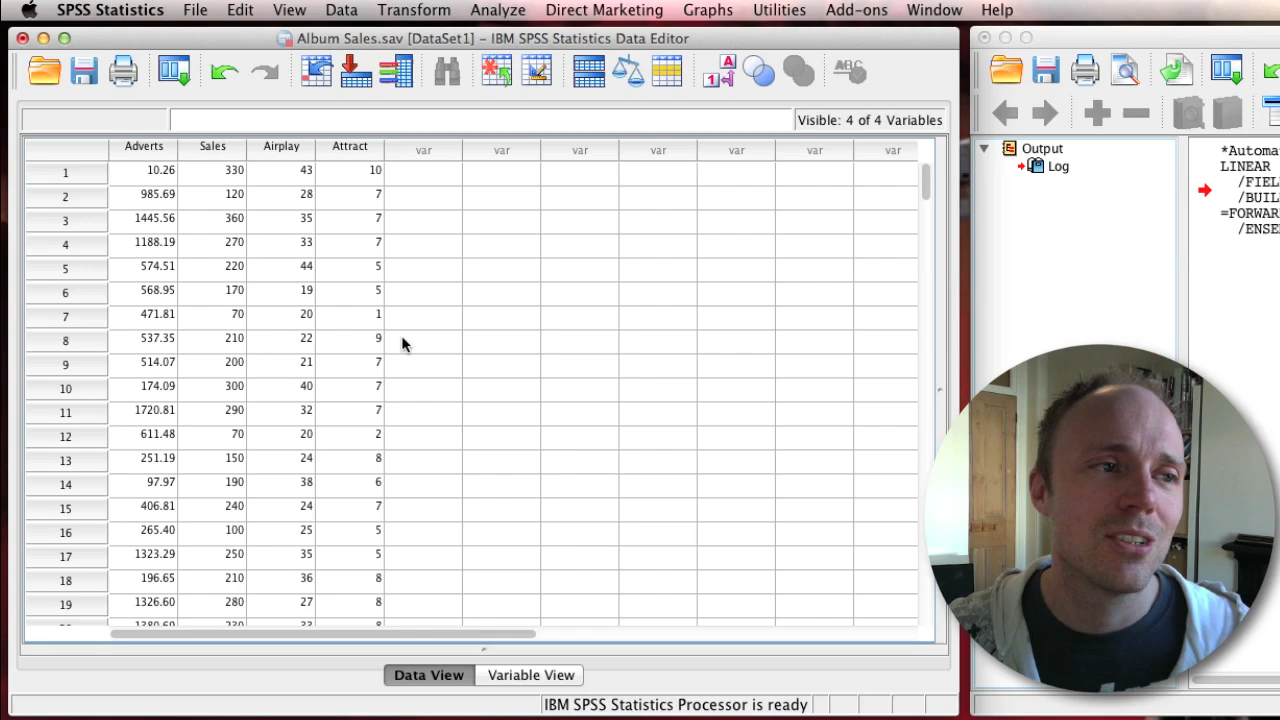 SPSS Statistics File Edit View Data Transform Analyze Direct Marketing Graphs Utilities Add-ons Window Help
Album Sales.sav [DataSet1] – IBM SPSS Statistics Data Editor
Visible: 4 of 4 Variables
Adverts Sales Airplay Attract var var var var var var var
1 10.26 330 43 10
2 985.69 120 28 7
3 1445.56 360 35 7
4 1188.19 270 33 7
5 574.51 220 44 5
6 568.95 170 19 5
7 471.81 70 20 1
8 537.35 210 22 9
9 514.07 200 21 7
10 174.09 300 40 7
11 1720.81 290 32 7
12 611.48 70 20 2
13 251.19 150 24 8
14 97.97 190 38 6
15 406.81 240 24 7
16 265.40 100 25 5
17 1323.29 250 35 5
18 196.65 210 36 8
19 1326.60 280 27 8
Data View Variable View
IBM SPSS Statistics Processor is ready
Output
Log
*Automa
LINEAR
/FIEL
/BUIL
=FORWAR
/ENSE